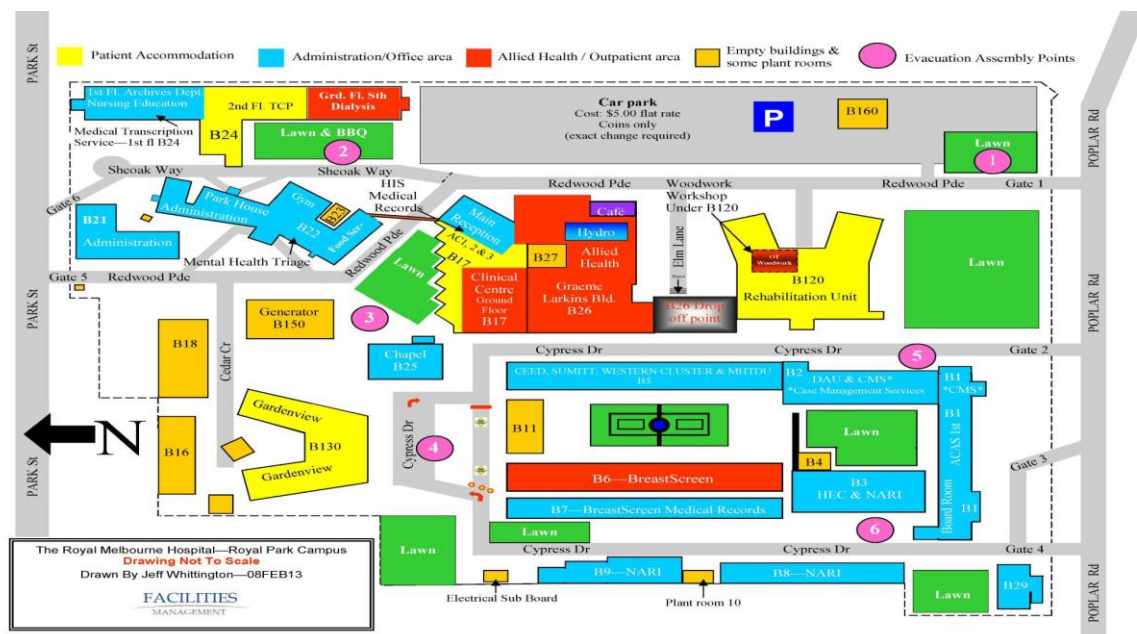 PARK St
Patient Accommodation
Administration/Office area
Allied Health / Outpatient area
Empty buildings &
some plant rooms
Evacuation Assembly Points
1st Fl. Archives Dept
Nursing Education
2nd Fl. TCP
Grd. Fl. Sth
Dialysis
Medical Transcription
Service—1st fl B24
B24
Lawn & BBQ
2
Car park
Cost: $5.00 flat rate
Coins only
(exact change required)
P
B160
Lawn
1
POPLAR Rd
Sheoak Way
Sheoak Way
HIS
Medical
Records
Redwood Pde
Woodwork
Workshop
Under B120
Redwood Pde
Gate 1
Gate 6
B21
Administration
Park House
Administration
Gym
B23
B22
Food Ser-
Mental Health Triage
Main
Reception
AC1, 2 & 3
B17
Café
Hydro
Allied
Health
B27
Elm Lane
OT
Woodwork
B120
Rehabilitation Unit
Lawn
Gate 5
Redwood Pde
Redwood Pde
Lawn
Clinical
Centre
Ground
Floor
B17
Graeme
Larkins Bld.
B26
B26 Drop
off point
PARK St
POPLAR Rd
Generator
B150
3
B18
Cedar Cr
Chapel
B25
Cypress Dr
Cypress Dr
5
Gate 2
CEED, SUMITT, WESTERN CLUSTER & MHTDU
B5
B2
DAU & CMS*
*Case Management Services
B1
*CMS*
N
B16
Gardenview
B130
Gardenview
Cypress Dr
4
B11
Lawn
B1
ACAS 1st
B4
Gate 3
B6—BreastScreen
B3
HEC & NARI
B7—BreastScreen Medical Records
Board Room
B1
6
PARK St
Lawn
Lawn
Cypress Dr
Cypress Dr
Gate 4
B9—NARI
B8—NARI
Lawn
B29
POPLAR Rd
Electrical Sub Board
Plant room 10
The Royal Melbourne Hospital—Royal Park Campus
Drawing Not To Scale
Drawn By Jeff Whittington—08FEB13
FACILITIES
MANAGEMENT